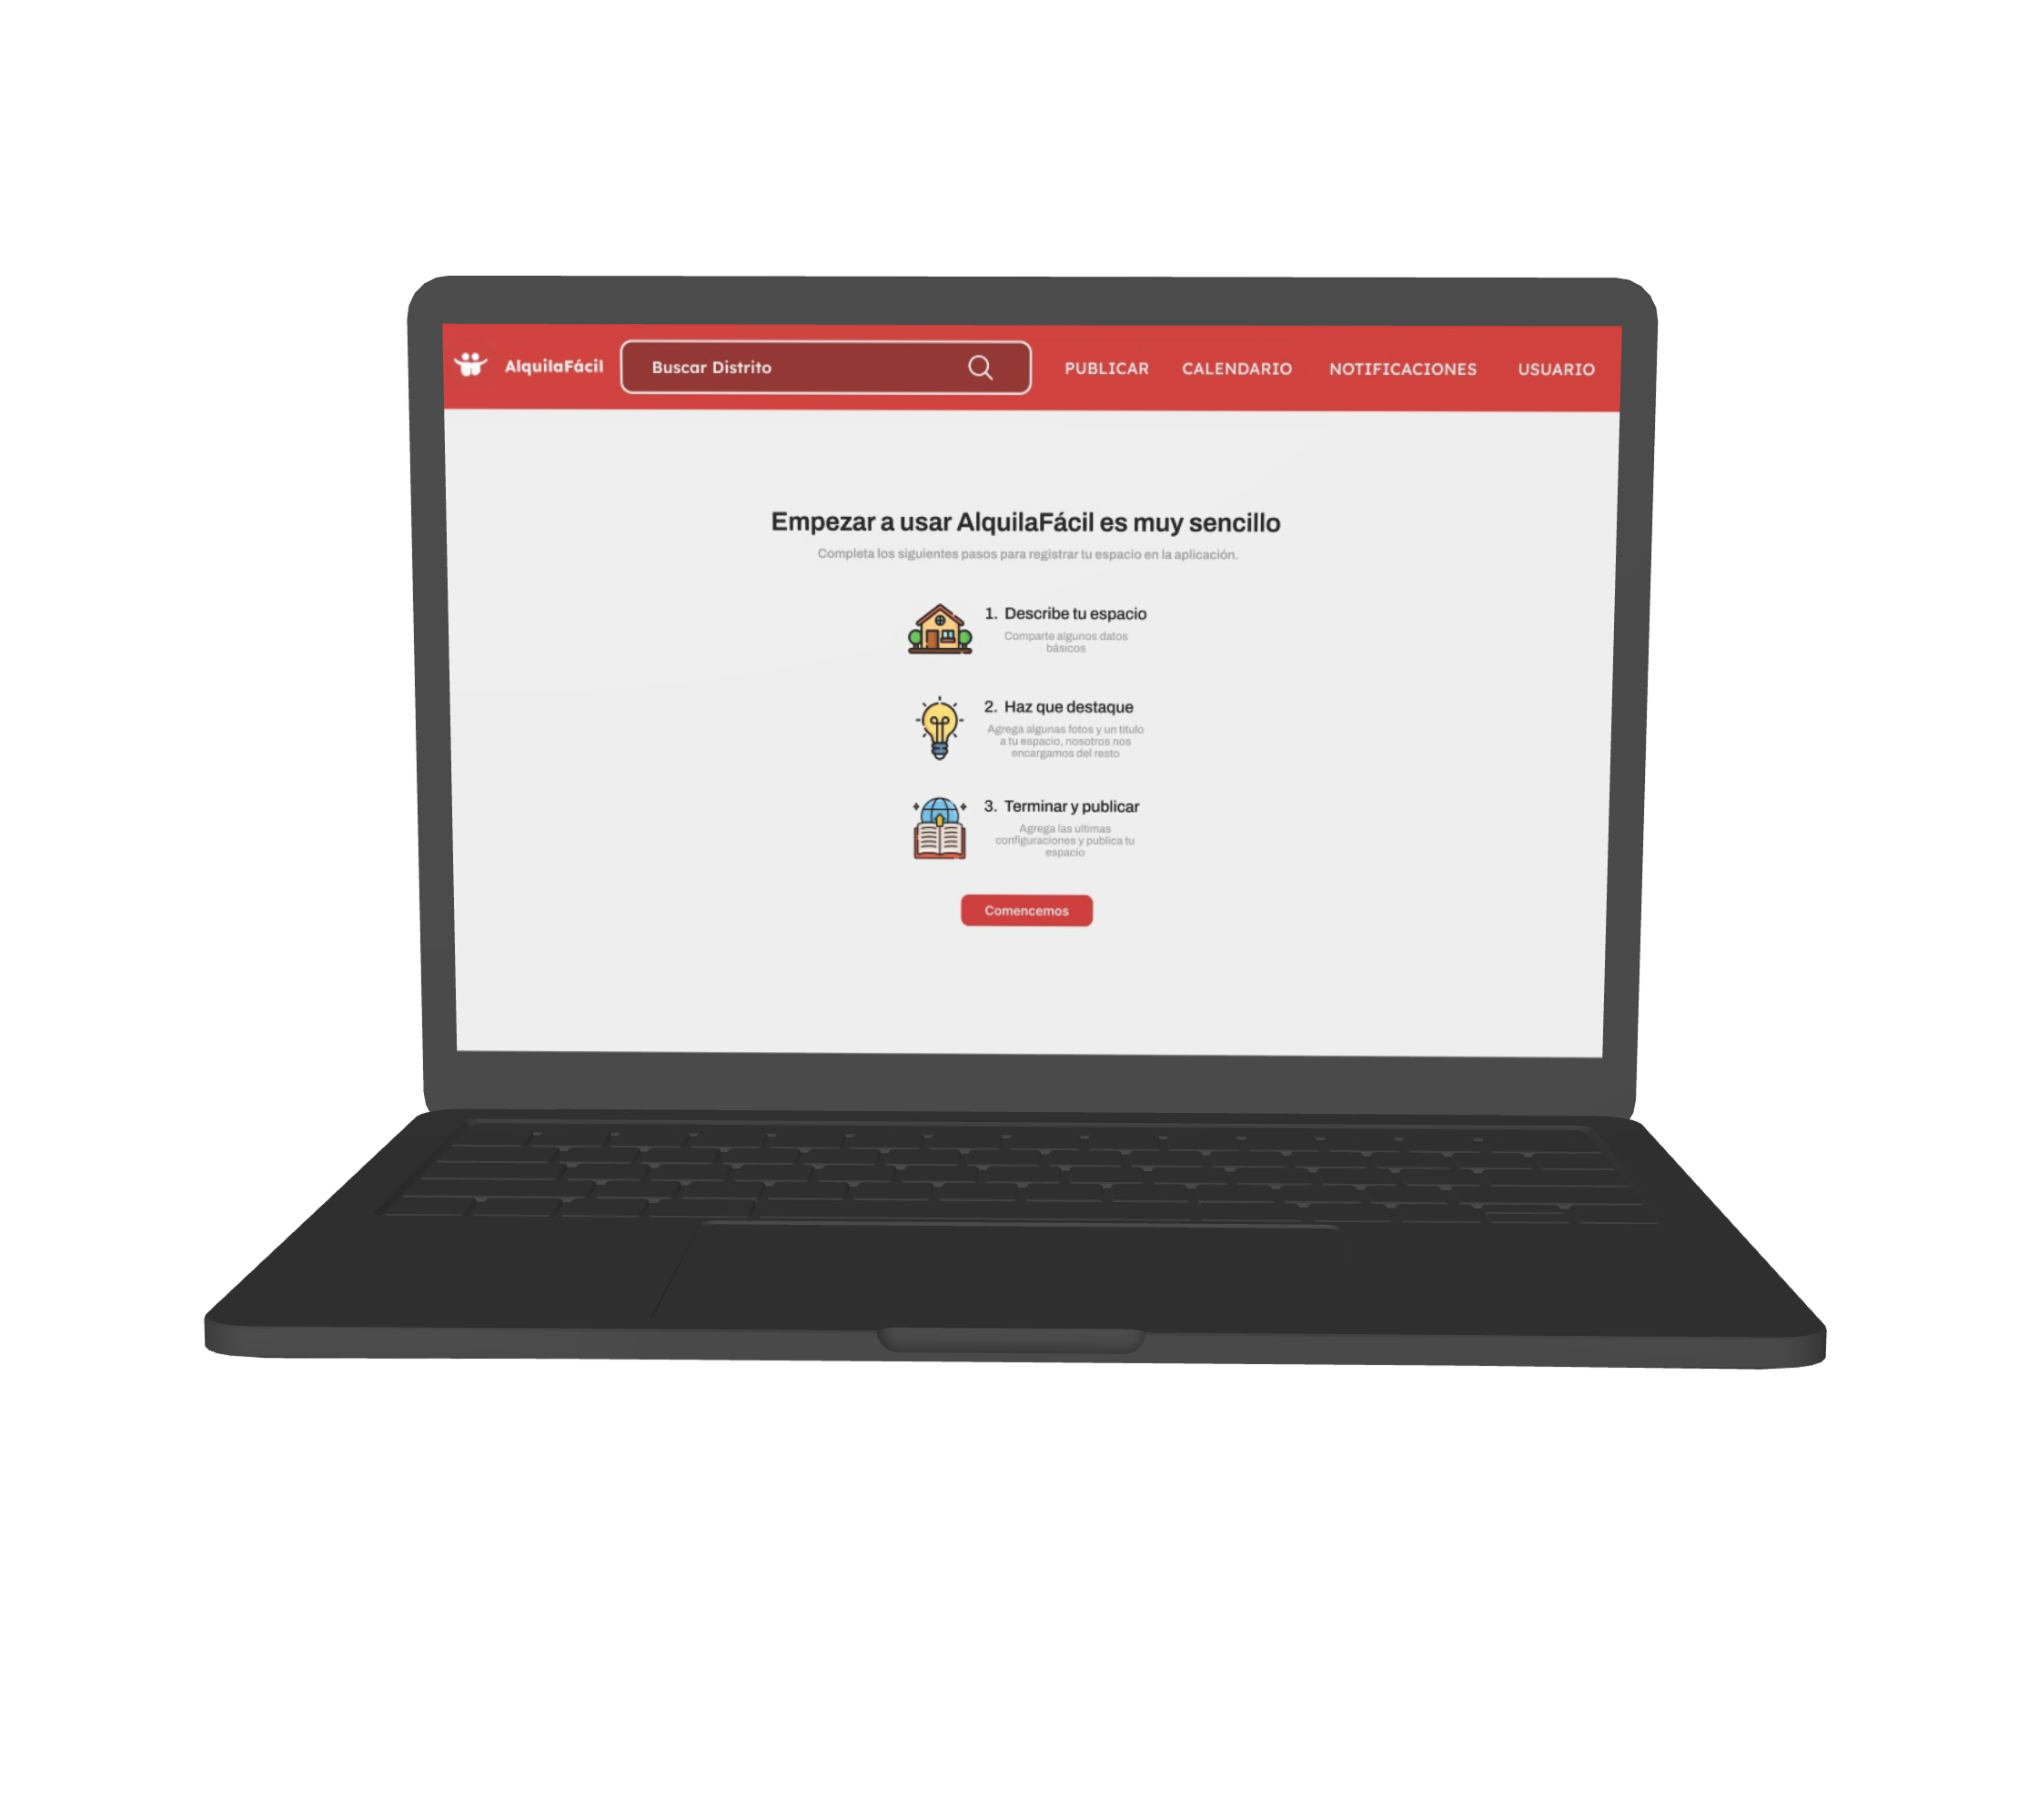 AlquilaFácil
Buscar Distrito
PUBLICAR
CALENDARIO
NOTIFICACIONES
USUARIO
Empezar a usar AlquilaFácil es muy sencillo
Completa los siguientes pasos para registrar tu espacio en la aplicación.
1. Describe tu espacio
Comparte algunos datos
básicos
2. Haz que destaque
Agrega algunas fotos y un titulo
a tu espacio, nosotros nos
encargamos del resto
3. Terminar y publicar
Agrega las ultimas
configuraciones y publica tu
espacio
Comencemos